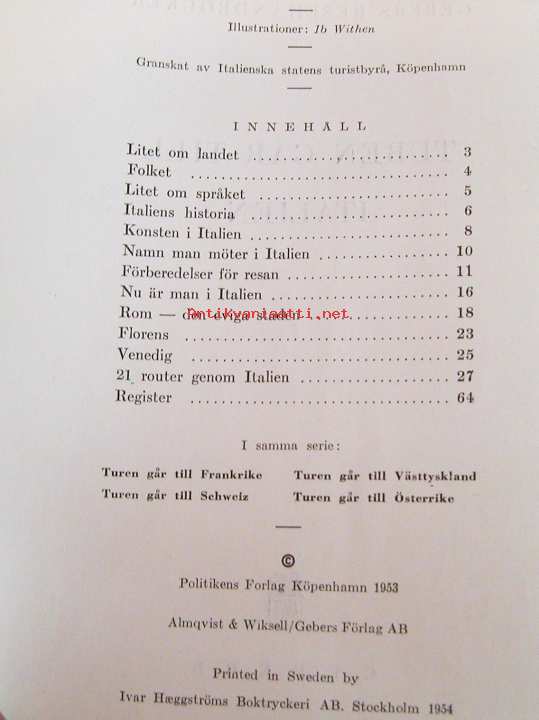 Illustrationer: Ib Withen
Granskat av Italienska statens turistbyrå, Köpenhamn
INNEHÅLL
Litet om landet 3
Folket 4
Litet om språket 5
Italiens historia 6
Konsten i Italien 8
Namn man möter i Italien 10
Förberedelser för resan 11
Nu är man i Italien 16
Rom — den eviga staden 18
Antikvariaatti.net
Florens 23
Venedig 25
21 router genom Italien 27
Register 64
I samma serie:
Turen går till Frankrike Turen går till Västtyskland
Turen går till Schweiz Turen går till Österrike
©
Politikens Forlag Köpenhamn 1953
Almqvist & Wiksell/Gebers Förlag AB
Printed in Sweden by
Ivar Hæggströms Boktryckeri AB. Stockholm 1954